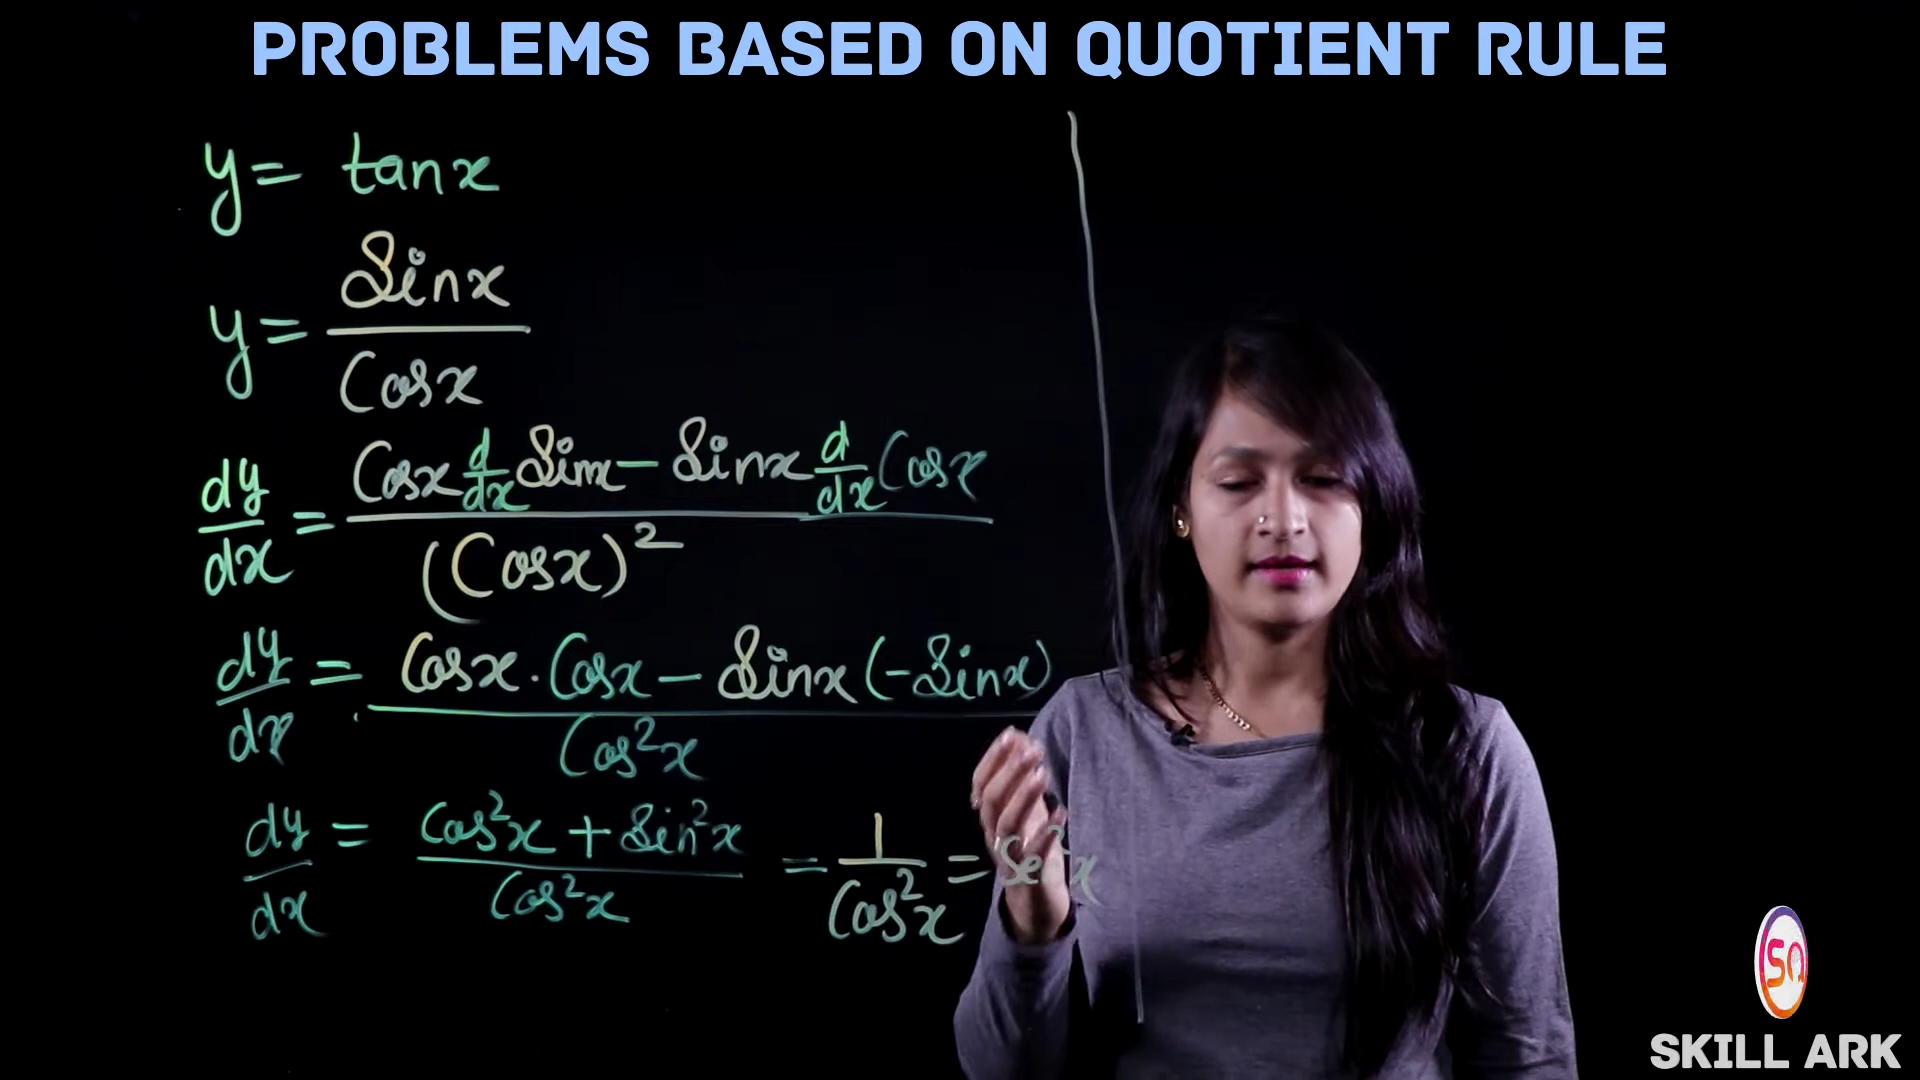 PROBLEMS BASED ON QUOTIENT RULE
y = tanx
y = Sinx / Cosx
dy/dx = Cosx d/dx Sinx − Sinx d/dx Cosx / (Cosx)²
dy/dx = Cosx · Cosx − Sinx (−Sinx) / Cos²x
dy/dx = Cos²x + Sin²x / Cos²x = 1 / Cos²x = Sec²x
SKILL ARK